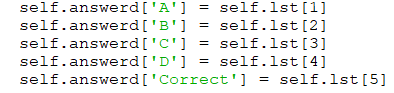 self.answerd['A'] = self.lst[1]
self.answerd['B'] = self.lst[2]
self.answerd['C'] = self.lst[3]
self.answerd['D'] = self.lst[4]
self.answerd['Correct'] = self.lst[5]